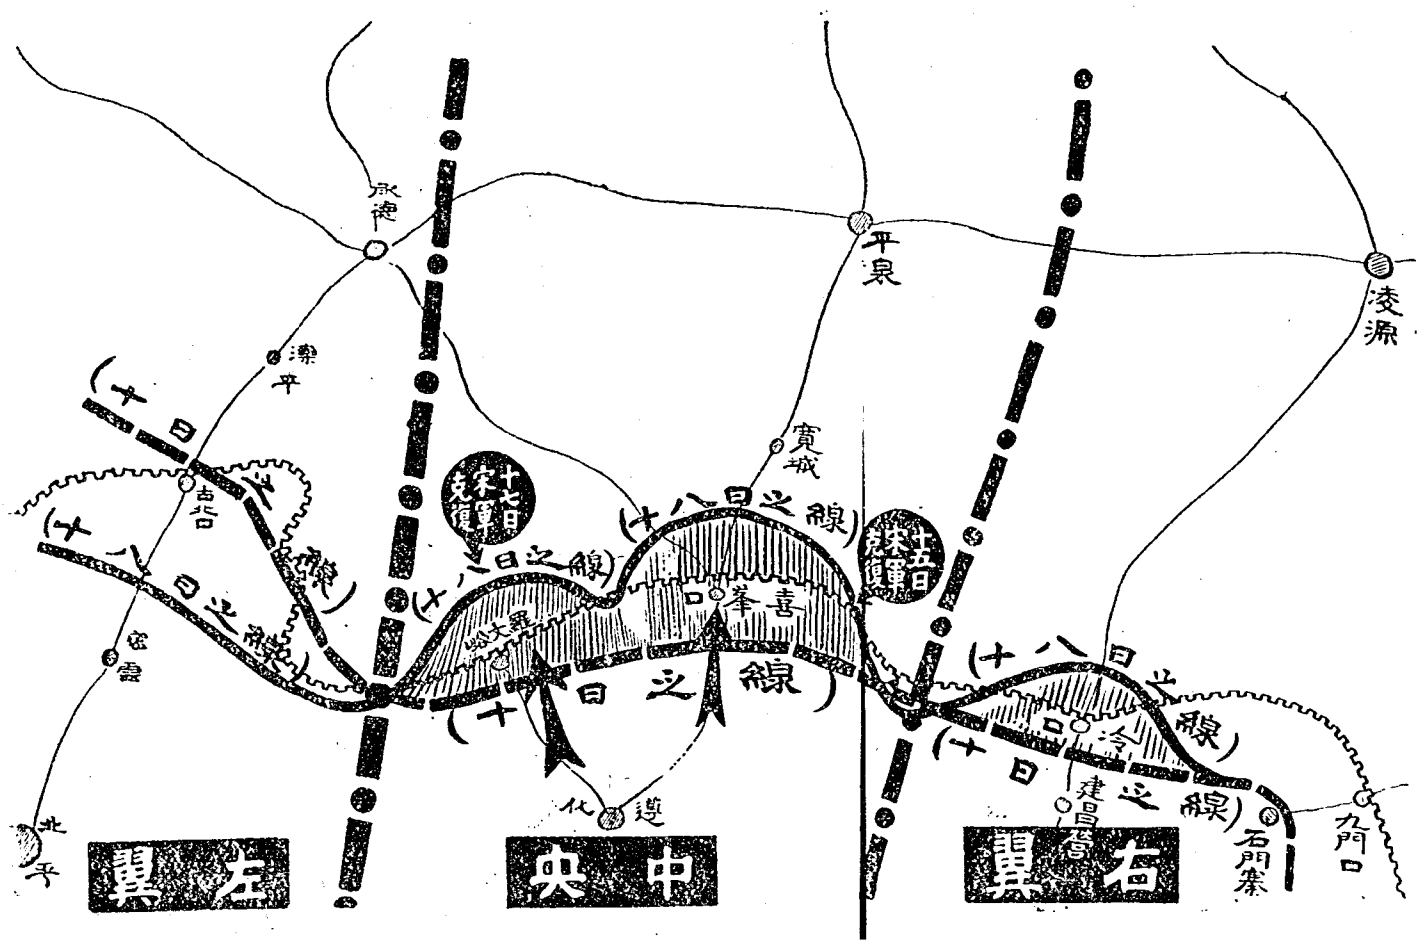 承德
平泉
凌源
灤平
寬城
(十日之線)
古北口
(十八日之線)
十七日
宋軍
克復
(十八日之線)
(十八日之線)
十五日
宋軍
克復
喜峯口
密雲
(十日之線)
(十八日之線)
冷口
(十日之線)
建昌營
遵化
石門寨
九門口
北平
左翼
中央
右翼